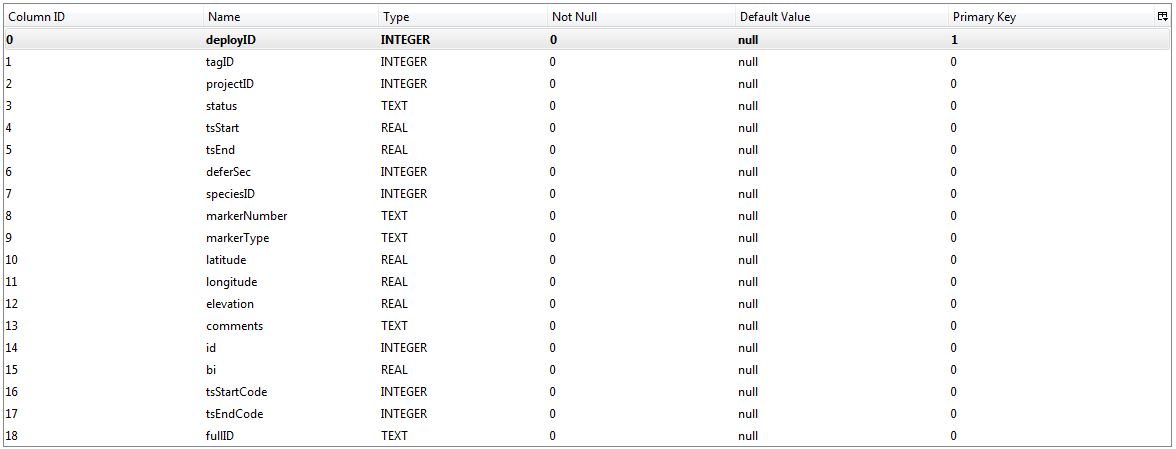 Column ID Name Type Not Null Default Value Primary Key
0 deployID INTEGER 0 null 1
1 tagID INTEGER 0 null 0
2 projectID INTEGER 0 null 0
3 status TEXT 0 null 0
4 tsStart REAL 0 null 0
5 tsEnd REAL 0 null 0
6 deferSec INTEGER 0 null 0
7 speciesID INTEGER 0 null 0
8 markerNumber TEXT 0 null 0
9 markerType TEXT 0 null 0
10 latitude REAL 0 null 0
11 longitude REAL 0 null 0
12 elevation REAL 0 null 0
13 comments TEXT 0 null 0
14 id INTEGER 0 null 0
15 bi REAL 0 null 0
16 tsStartCode INTEGER 0 null 0
17 tsEndCode INTEGER 0 null 0
18 fullID TEXT 0 null 0